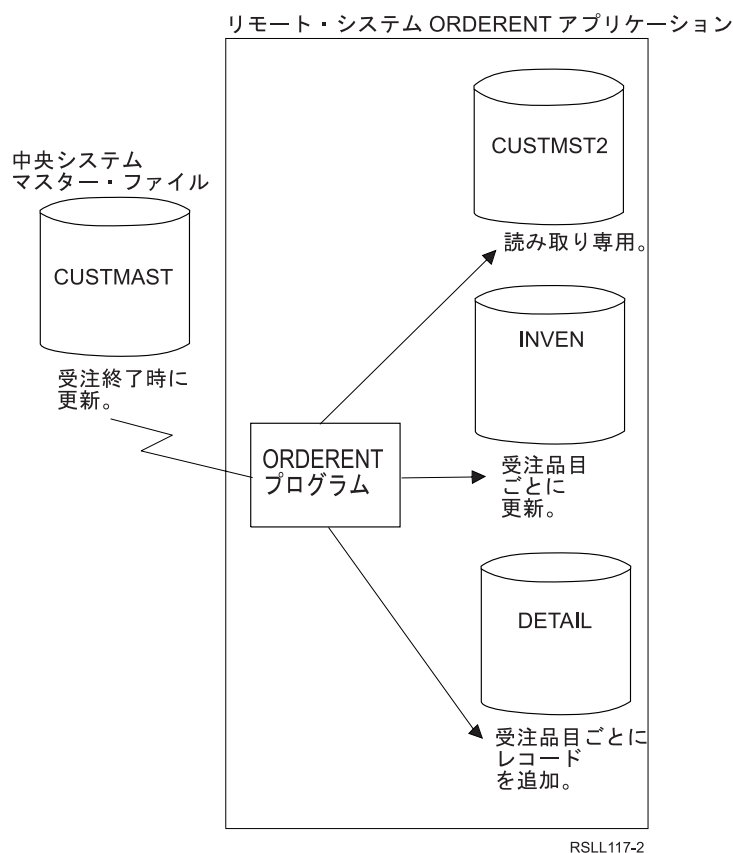 リモート・システム ORDERENT アプリケーション
CUSTMST2
読み取り専用。
中央システム
マスター・ファイル
CUSTMAST
受注終了時に
更新。
INVEN
受注品目
ごとに
更新。
ORDERENT
プログラム
DETAIL
受注品目ごとに
レコード
を追加。
RSLL117-2